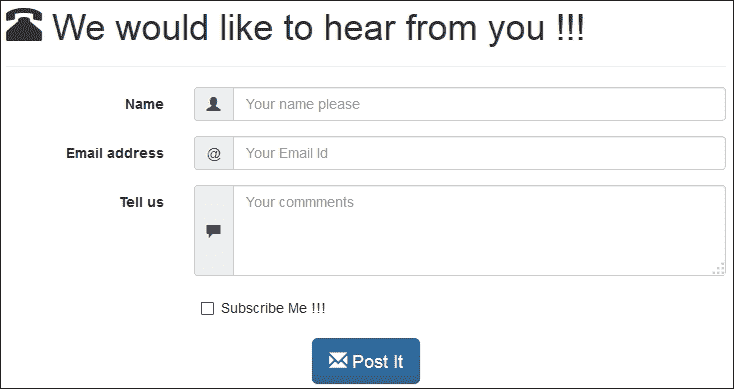 We would like to hear from you !!!
Name
Your name please
Email address
@
Your Email Id
Tell us
Your commments
Subscribe Me !!!
Post It